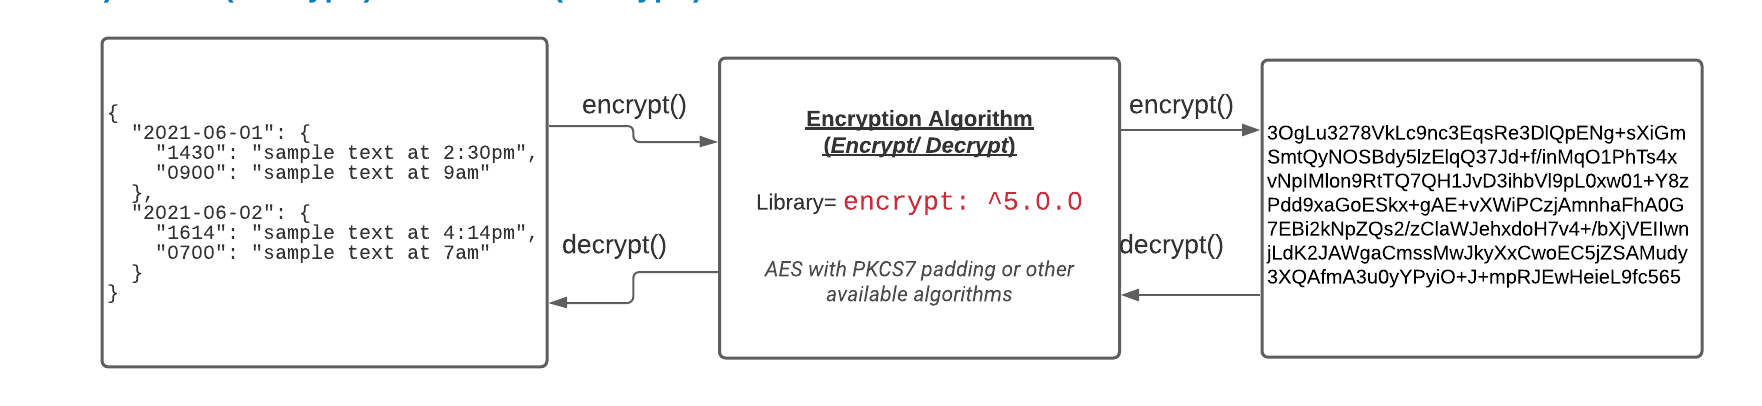 {
"2021-06-01": {
"1430": "sample text at 2:30pm",
"0900": "sample text at 9am"
},
"2021-06-02": {
"1614": "sample text at 4:14pm",
"0700": "sample text at 7am"
}
}
encrypt()
decrypt()
Encryption Algorithm
(Encrypt/ Decrypt)
Library= encrypt: ^5.0.0
AES with PKCS7 padding or other
available algorithms
encrypt()
decrypt()
3OgLu3278VkLc9nc3EqsRe3DlQpENg+sXiGm
SmtQyNOSBdy5lzElqQ37Jd+f/inMqO1PhTs4x
vNpIMlon9RtTQ7QH1JvD3ihbVl9pL0xw01+Y8z
Pdd9xaGoESkx+gAE+vXWiPCzjAmnhaFhA0G
7EBi2kNpZQs2/zClaWJehxdoH7v4+/bXjVEIIwn
jLdK2JAWgaCmssMwJkyXxCwoEC5jZSAMudy
3XQAfmA3u0yYPyiO+J+mpRJEwHeieL9fc565